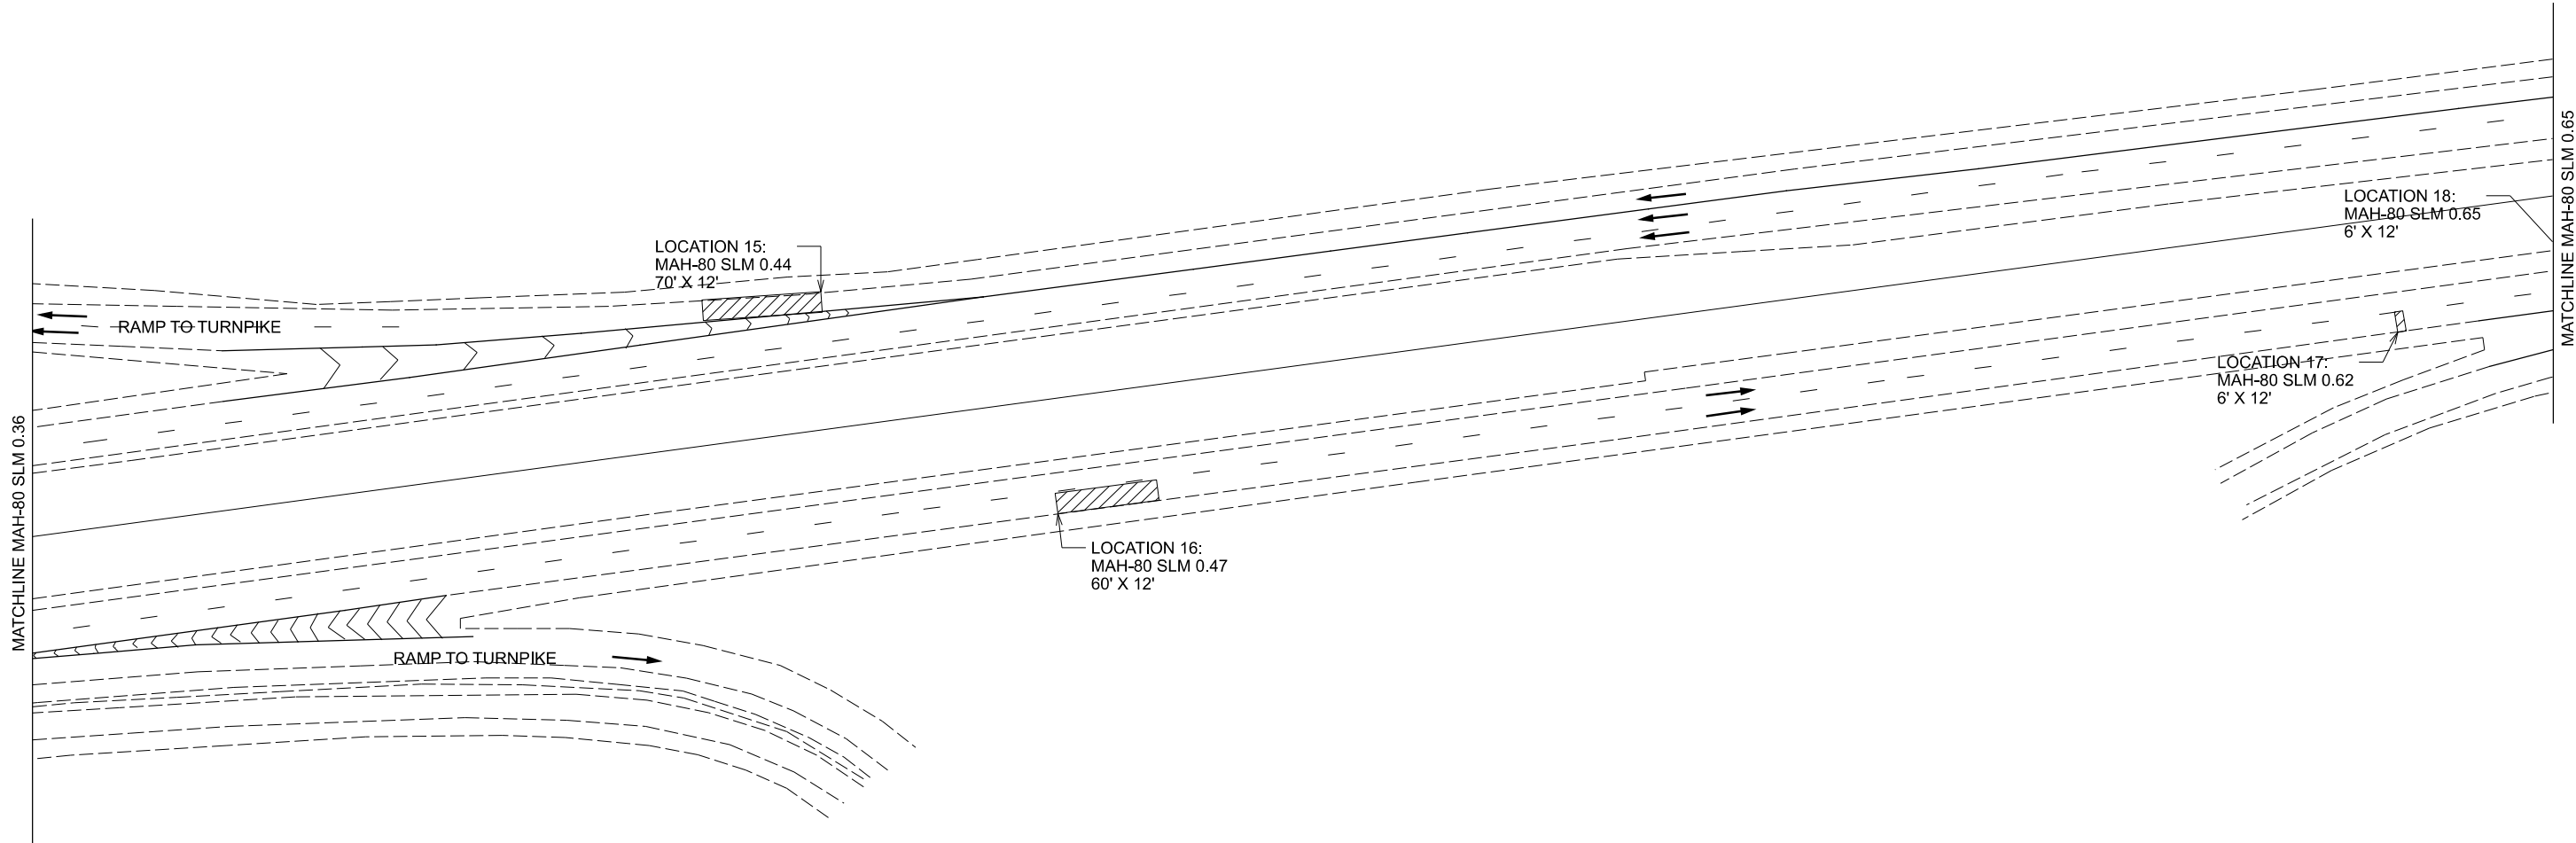 MATCHLINE MAH-80 SLM 0.36
LOCATION 15:
MAH-80 SLM 0.44
70' X 12'
RAMP TO TURNPIKE
LOCATION 16:
MAH-80 SLM 0.47
60' X 12'
RAMP TO TURNPIKE
LOCATION 18:
MAH-80 SLM 0.65
6' X 12'
LOCATION 17:
MAH-80 SLM 0.62
6' X 12'
MATCHLINE MAH-80 SLM 0.65